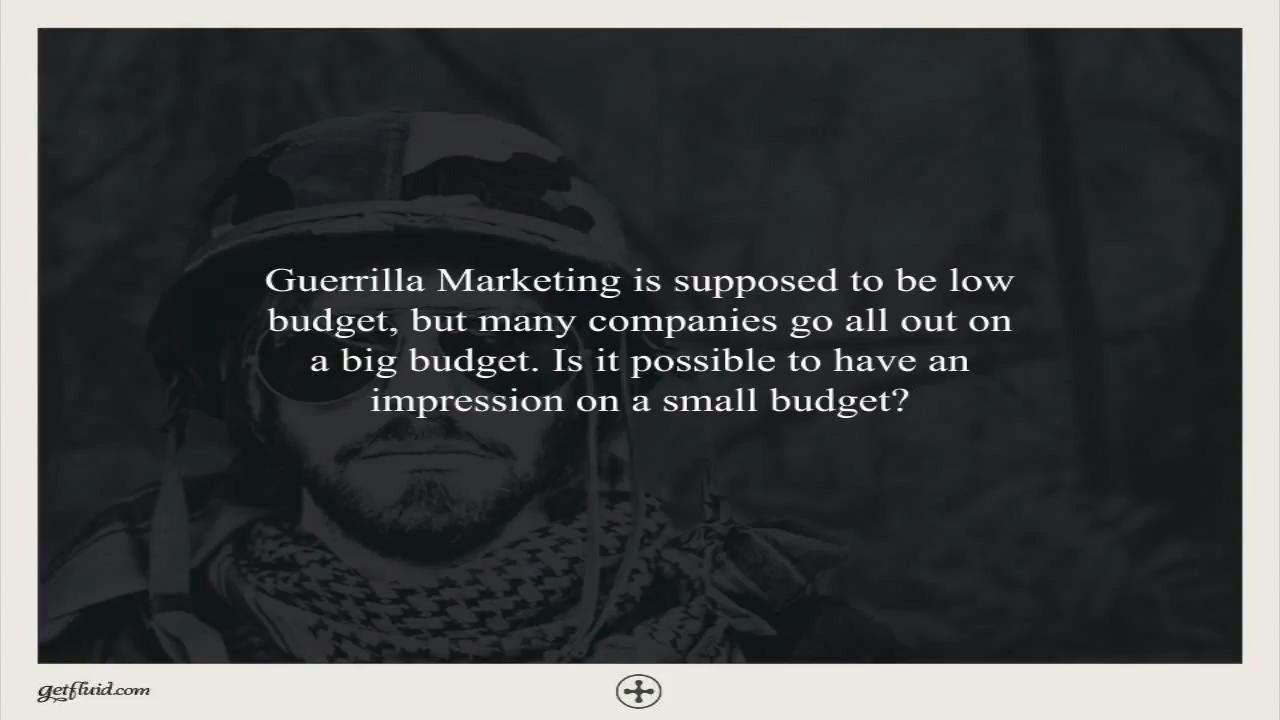 Guerrilla Marketing is supposed to be low
budget, but many companies go all out on
a big budget. Is it possible to have an
impression on a small budget?
getfluid.com